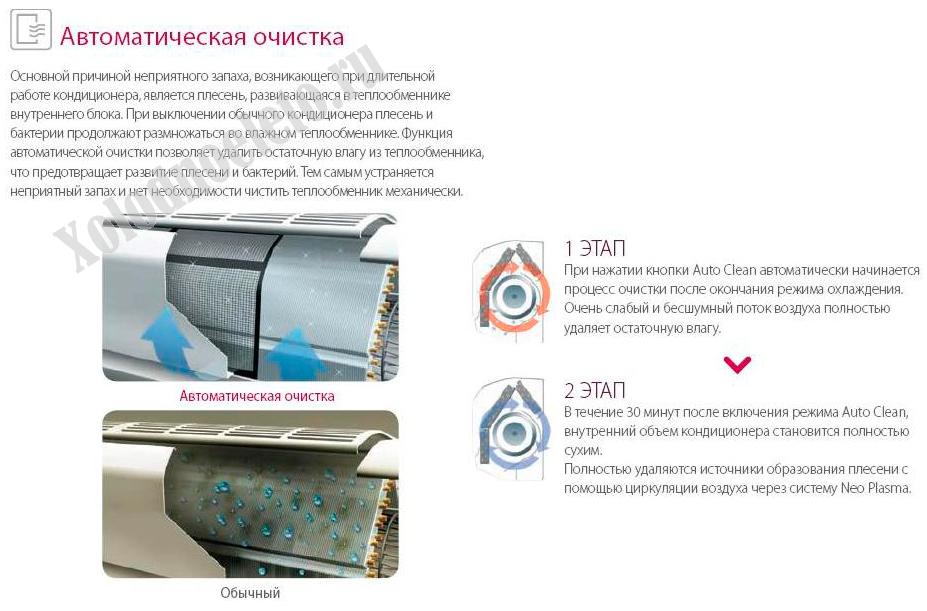 Автоматическая очистка
Основной причиной неприятного запаха, возникающего при длительной
работе кондиционера, является плесень, развивающаяся в теплообменнике
внутреннего блока. При выключении обычного кондиционера плесень и
бактерии продолжают размножаться во влажном теплообменнике. Функция
автоматической очистки позволяет удалить остаточную влагу из теплообменника,
что предотвращает развитие плесени и бактерий. Тем самым устраняется
неприятный запах и нет необходимости чистить теплообменник механически.
Xolodnoeleto.ru
Автоматическая очистка
Обычный
1 ЭТАП
При нажатии кнопки Auto Clean автоматически начинается
процесс очистки после окончания режима охлаждения.
Очень слабый и бесшумный поток воздуха полностью
удаляет остаточную влагу.
2 ЭТАП
В течение 30 минут после включения режима Auto Clean,
внутренний объем кондиционера становится полностью
сухим.
Полностью удаляются источники образования плесени с
помощью циркуляции воздуха через систему Neo Plasma.